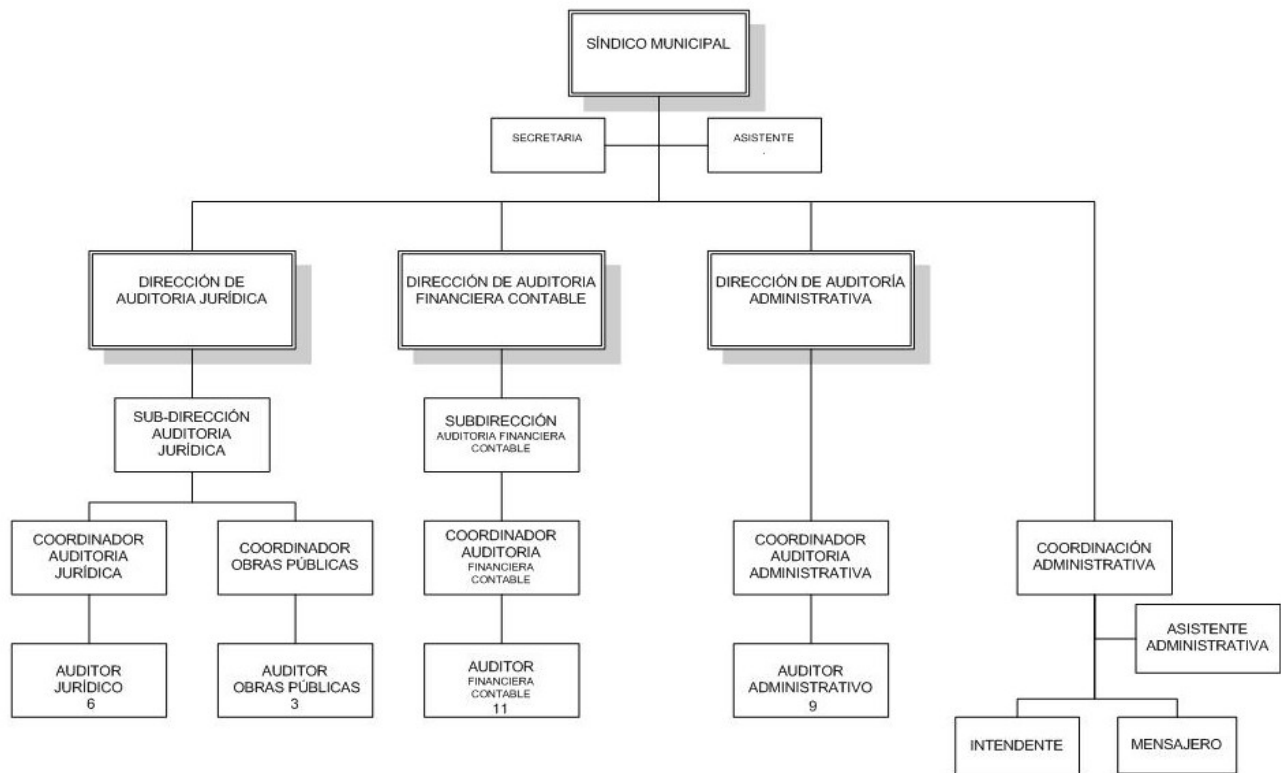 SÍNDICO MUNICIPAL
SECRETARIA
ASISTENTE
.
DIRECCIÓN DE
AUDITORIA JURÍDICA
DIRECCIÓN DE AUDITORIA
FINANCIERA CONTABLE
DIRECCIÓN DE AUDITORÍA
ADMINISTRATIVA
SUB-DIRECCIÓN
AUDITORIA
JURÍDICA
SUBDIRECCIÓN
AUDITORIA FINANCIERA
CONTABLE
COORDINADOR
AUDITORIA
JURÍDICA
COORDINADOR
OBRAS PÚBLICAS
COORDINADOR
AUDITORIA
FINANCIERA
CONTABLE
COORDINADOR
AUDITORIA
ADMINISTRATIVA
COORDINACIÓN
ADMINISTRATIVA
ASISTENTE
ADMINISTRATIVA
AUDITOR
JURÍDICO
6
AUDITOR
OBRAS PÚBLICAS
3
AUDITOR
FINANCIERA
CONTABLE
11
AUDITOR
ADMINISTRATIVO
9
INTENDENTE
MENSAJERO